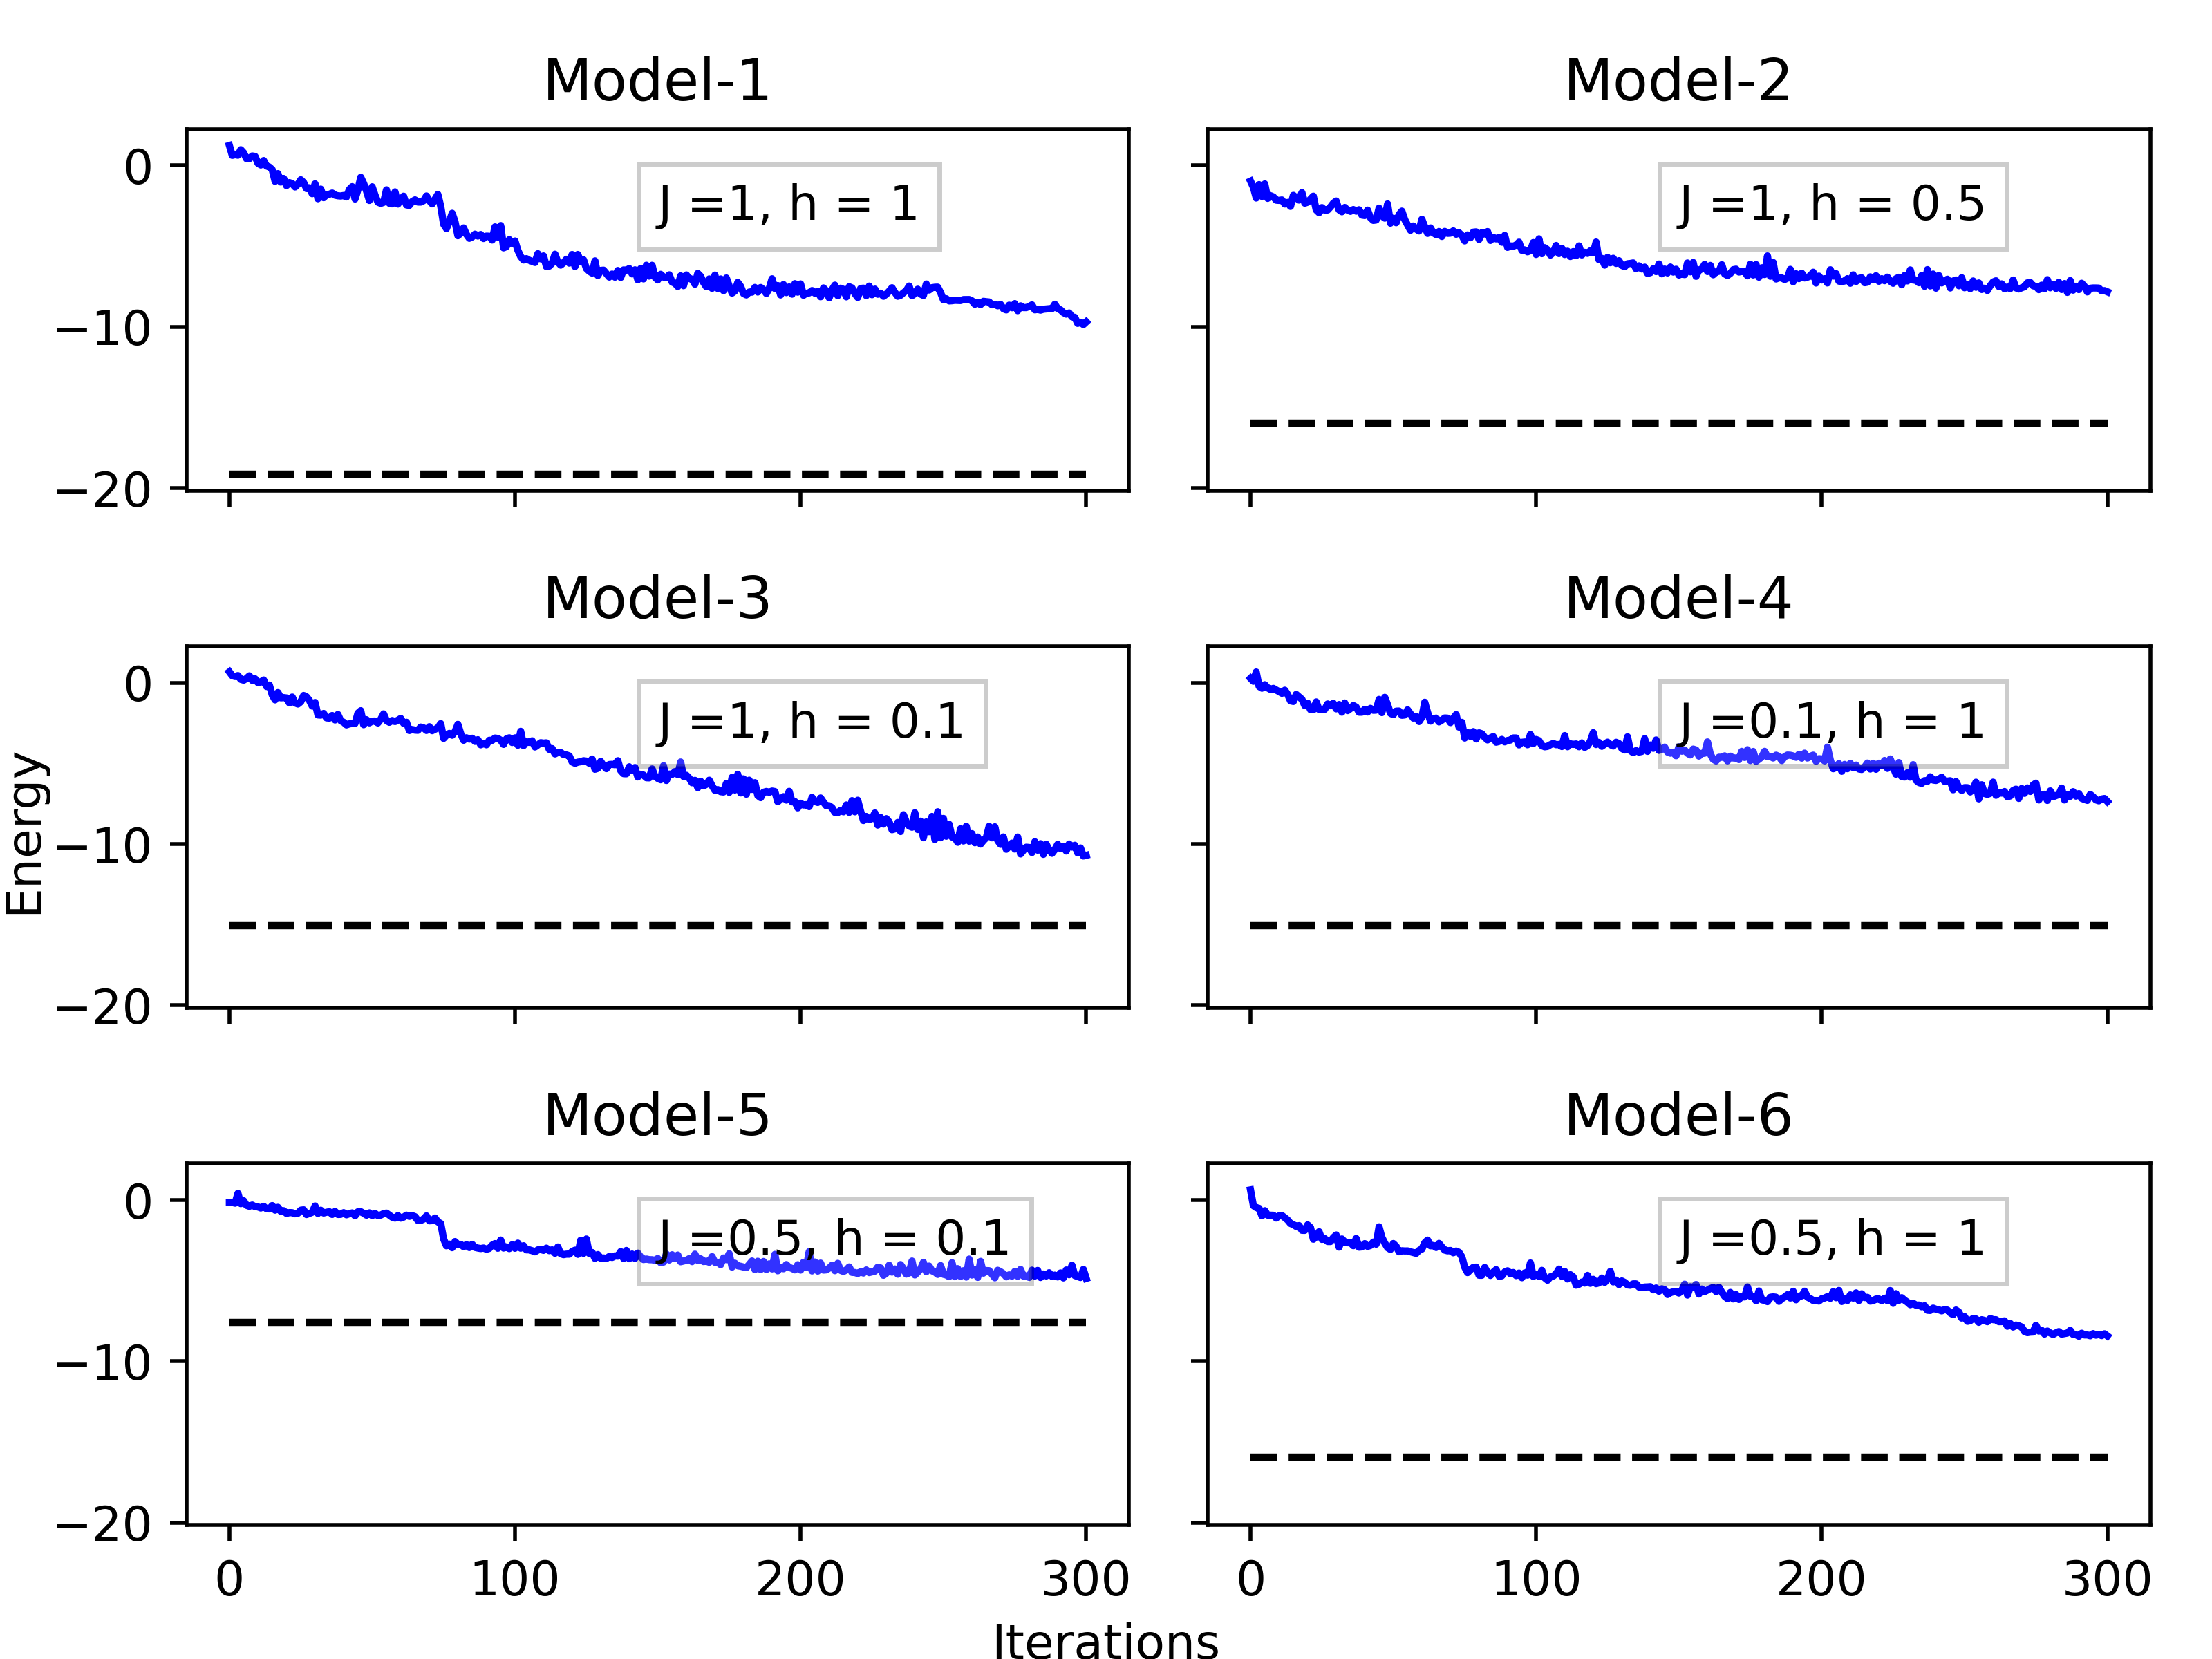 Model-1
Model-2
J =1, h = 1
J =1, h = 0.5
0
−10
−20
Model-3
Model-4
J =1, h = 0.1
J =0.1, h = 1
0
−10
−20
Energy
Model-5
Model-6
J =0.5, h = 0.1
J =0.5, h = 1
0
−10
−20
0 100 200 300
0 100 200 300
Iterations